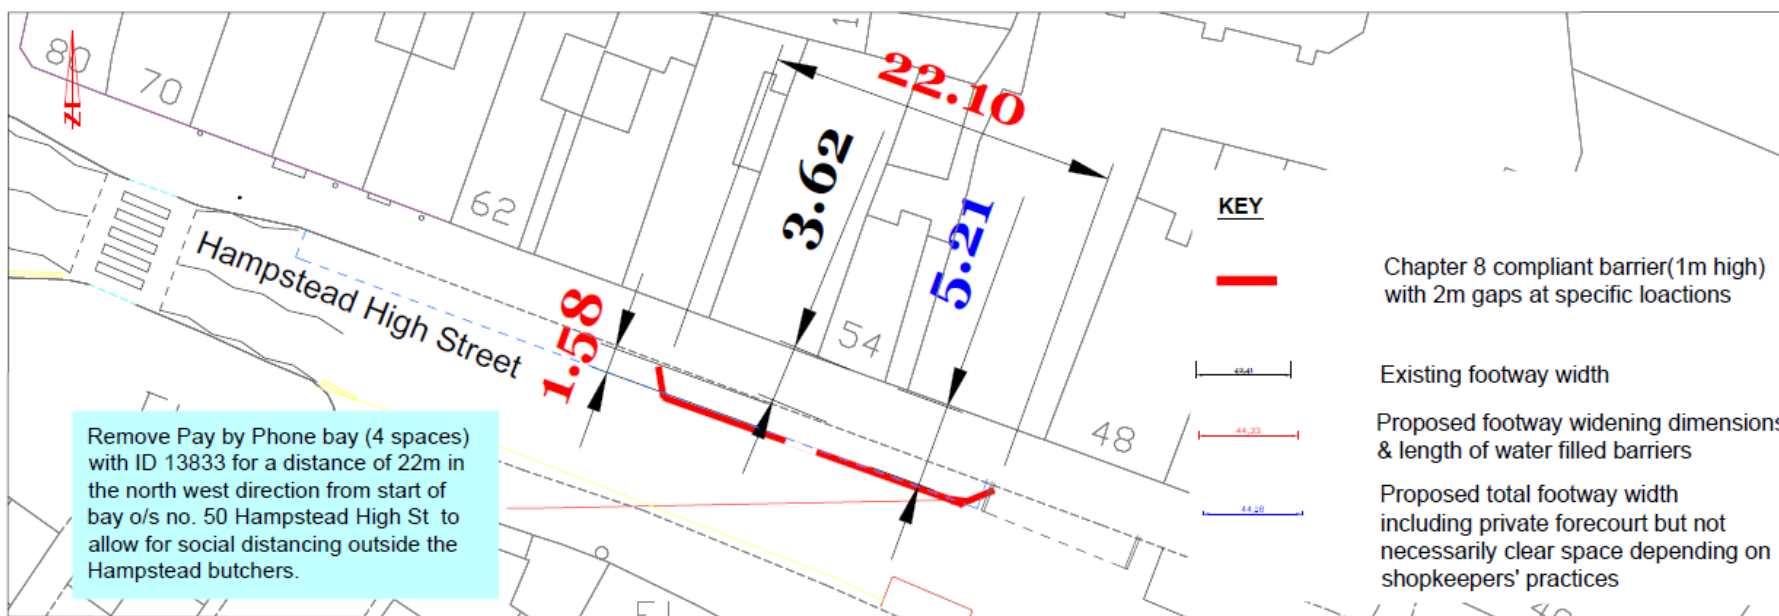 80
70
62
1
22.10
3.62
5.21
1.58
54
48
N
Hampstead High Street
Remove Pay by Phone bay (4 spaces)
with ID 13833 for a distance of 22m in
the north west direction from start of
bay o/s no. 50 Hampstead High St to
allow for social distancing outside the
Hampstead butchers.
KEY
Chapter 8 compliant barrier(1m high)
with 2m gaps at specific loactions
Existing footway width
44.33
Proposed footway widening dimensions
& length of water filled barriers
44.18
Proposed total footway width
including private forecourt but not
necessarily clear space depending on
shopkeepers' practices